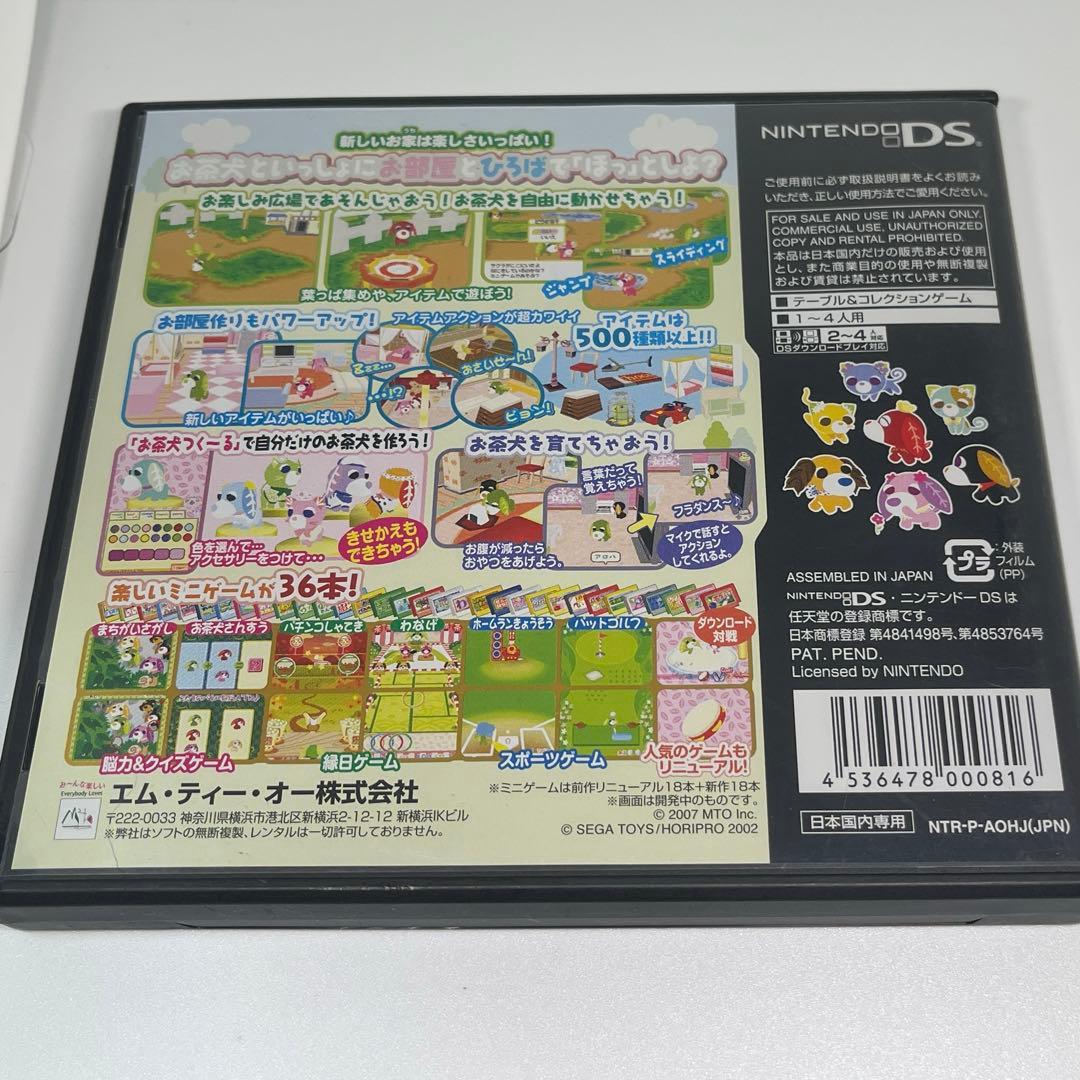 新しいお家は楽しさいっぱい！
うち
お茶犬といっしょにお部屋とひろばで「ほっ」としよ？
お楽しみ広場であそんじゃおう！お茶犬を自由に動かせちゃう！
いいえ
ジャンプ
スライディング
葉っぱ集めや、アイテムで遊ぼう！
お部屋作りもパワーアップ！
アイテムアクションが超カワイイ
アイテムは
500種類以上！！
zzz…
おさいせ〜ん！
…!?
ピョン！
新しいアイテムがいっぱい♪
「お茶犬つく〜る」で自分だけのお茶犬を作ろう！
色を選んで…
アクセサリーをつけて…
きせかえも
できちゃう！
お茶犬を育てちゃおう！
言葉だって
覚えちゃう！
フラダンス〜♪
アロハ
お腹が減ったら
おやつをあげよう。
マイクで話すと
アクション
してくれるよ。
楽しいミニゲームが36本！
まちがいさがし
お茶犬さんすう
パチンコしゃてき
わなげ
ホームランきょうそう
パットゴルフ
ダウンロード
対戦
脳力&クイズゲーム
縁日ゲーム
スポーツゲーム
人気のゲームも
リニューアル！
み〜んな楽しい
Everybody Loves
エム・ティー・オー株式会社
〒222-0033 神奈川県横浜市港北区新横浜2-12-12 新横浜IKビル
※弊社はソフトの無断複製、レンタルは一切許可しておりません。
※ミニゲームは前作リニューアル18本+新作18本
※画面は開発中のものです。
© 2007 MTO Inc.
© SEGA TOYS/HORIPRO 2002
NINTENDO DS
ご使用前に必ず取扱説明書をよくお読み
いただき、正しい使用方法でご愛用ください。
FOR SALE AND USE IN JAPAN ONLY.
COMMERCIAL USE, UNAUTHORIZED
COPY AND RENTAL PROHIBITED.
本品は日本国内だけの販売および使用
とし、また商業目的の使用や無断複製
および賃貸は禁止されています。
テーブル&コレクションゲーム
1〜4人用
2〜4人対応
DSダウンロードプレイ対応
プラ
:外装
フィルム
(PP)
ASSEMBLED IN JAPAN
NINTENDO DS・ニンテンドーDSは
任天堂の登録商標です。
日本商標登録 第4841498号、第4853764号
PAT. PEND.
Licensed by NINTENDO
4 536478 000816
日本国内専用
NTR-P-AOHJ(JPN)